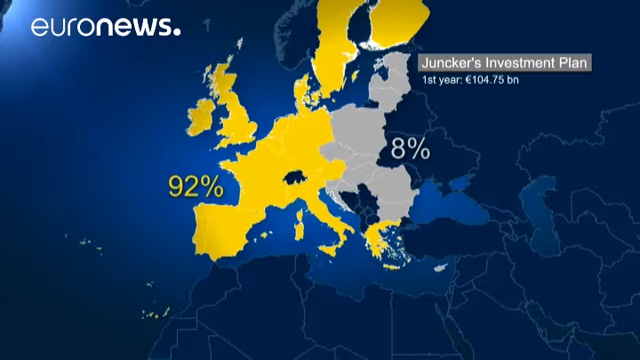 euronews.
Juncker's Investment Plan
1st year: €104.75 bn
8%
92%